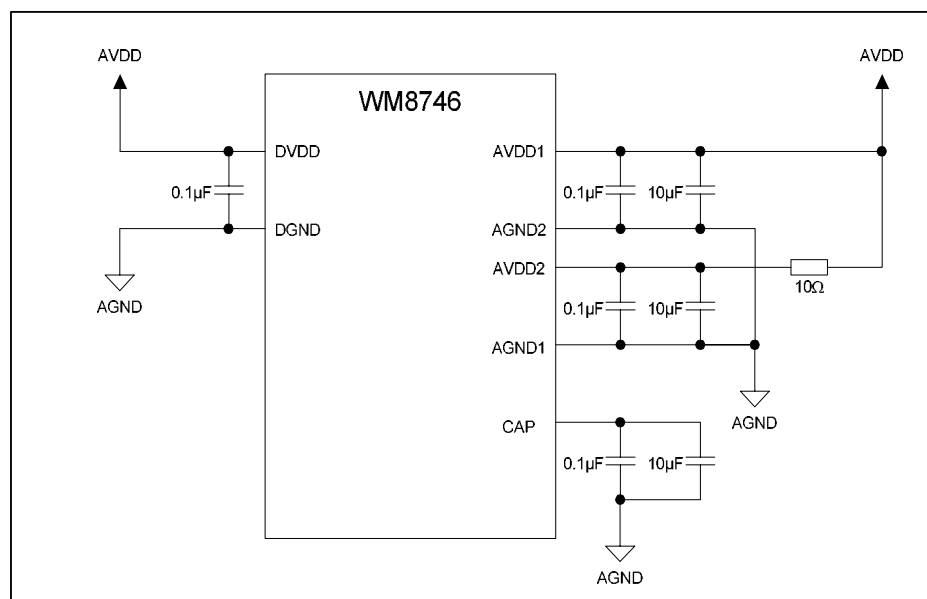 AVDD
AVDD
WM8746
DVDD
AVDD1
0.1µF
0.1µF
10µF
DGND
AGND2
AVDD2
10Ω
AGND
0.1µF
10µF
AGND1
AGND
CAP
0.1µF
10µF
AGND